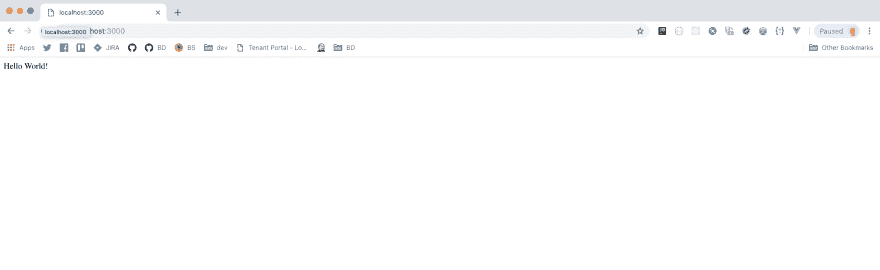 localhost:3000
localhost:3000 host:3000
Paused
Apps JIRA BD BS dev Tenant Portal - Lo... BD Other Bookmarks
Hello World!